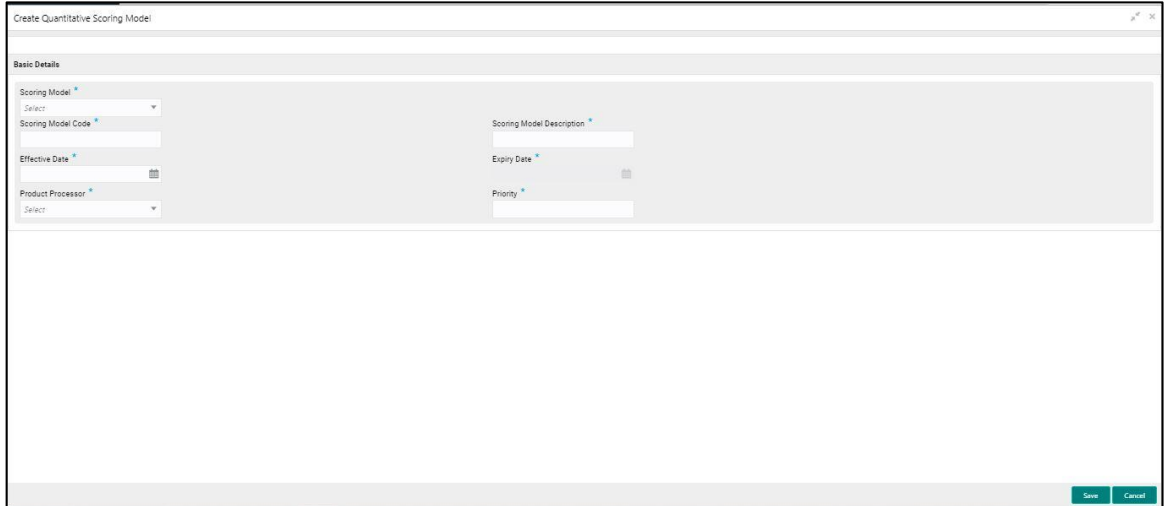 Create Quantitative Scoring Model
Basic Details
Scoring Model *
Select
Scoring Model Code *
Scoring Model Description *
Effective Date *
Expiry Date *
Product Processor *
Priority *
Select
Save
Cancel